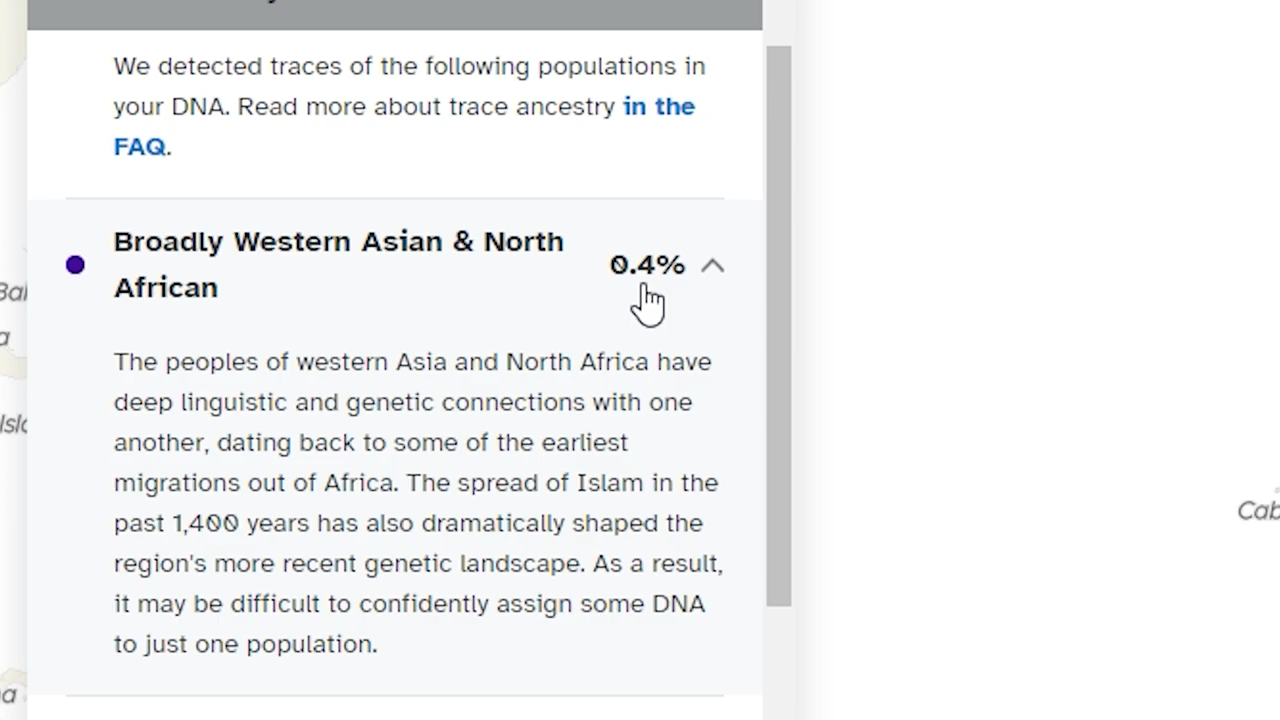 We detected traces of the following populations in
your DNA. Read more about trace ancestry in the
FAQ.
Broadly Western Asian & North
African
0.4%
The peoples of western Asia and North Africa have
deep linguistic and genetic connections with one
another, dating back to some of the earliest
migrations out of Africa. The spread of Islam in the
past 1,400 years has also dramatically shaped the
region's more recent genetic landscape. As a result,
it may be difficult to confidently assign some DNA
to just one population.